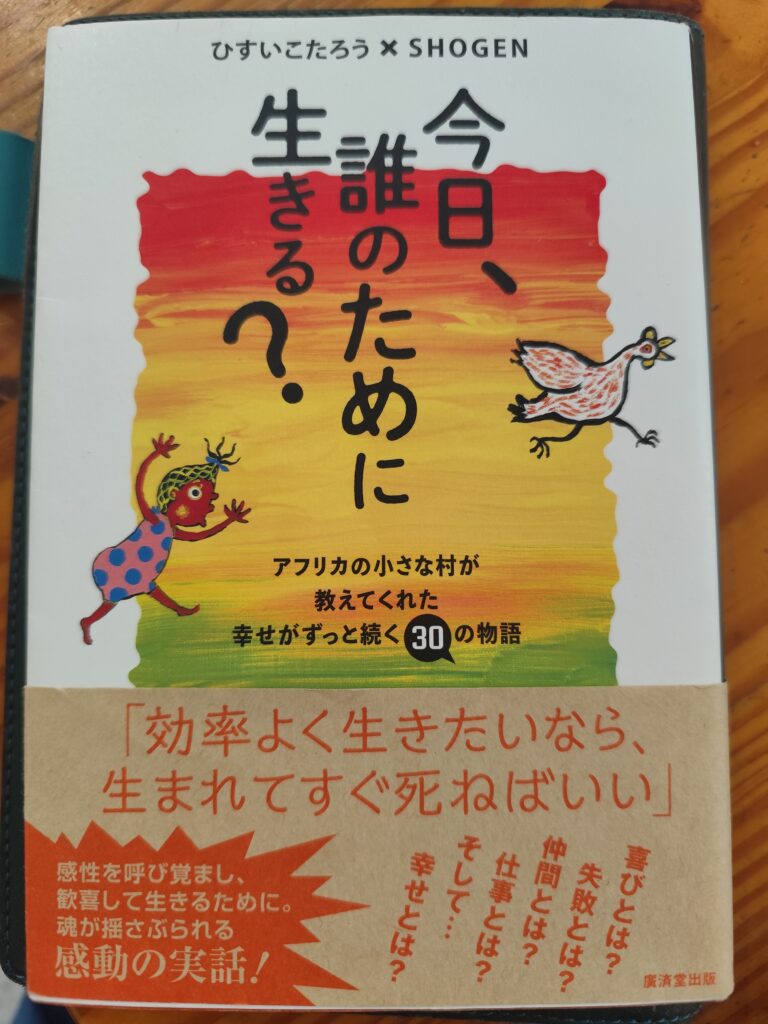 ひすいこたろう×SHOGEN
今日、
誰のために
生きる?
アフリカの小さな村が
教えてくれた
幸せがずっと続く30の物語
「効率よく生きたいなら、
生まれてすぐ死ねばいい」
感性を呼び覚まし、
歓喜して生きるために。
魂が揺さぶられる
感動の実話!
喜びとは?
失敗とは?
仲間とは?
仕事とは?
そして…
幸せとは?
廣済堂出版